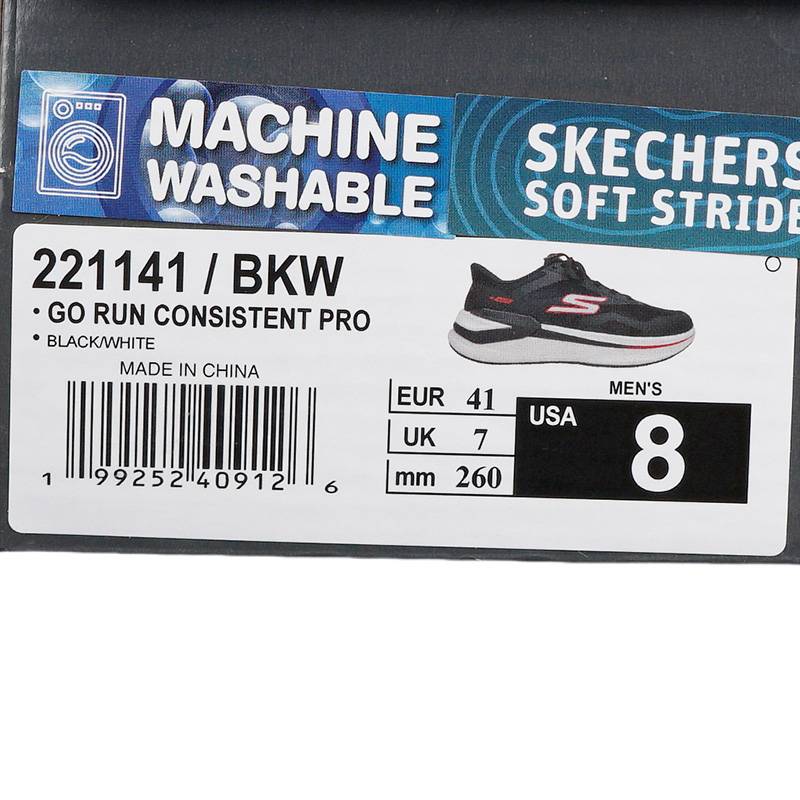 MACHINE
WASHABLE
SKECHERS
SOFT STRIDE
221141 / BKW
• GO RUN CONSISTENT PRO
• BLACK/WHITE
MADE IN CHINA
1 99252 40912 6
EUR 41
UK 7
mm 260
MEN'S
USA 8